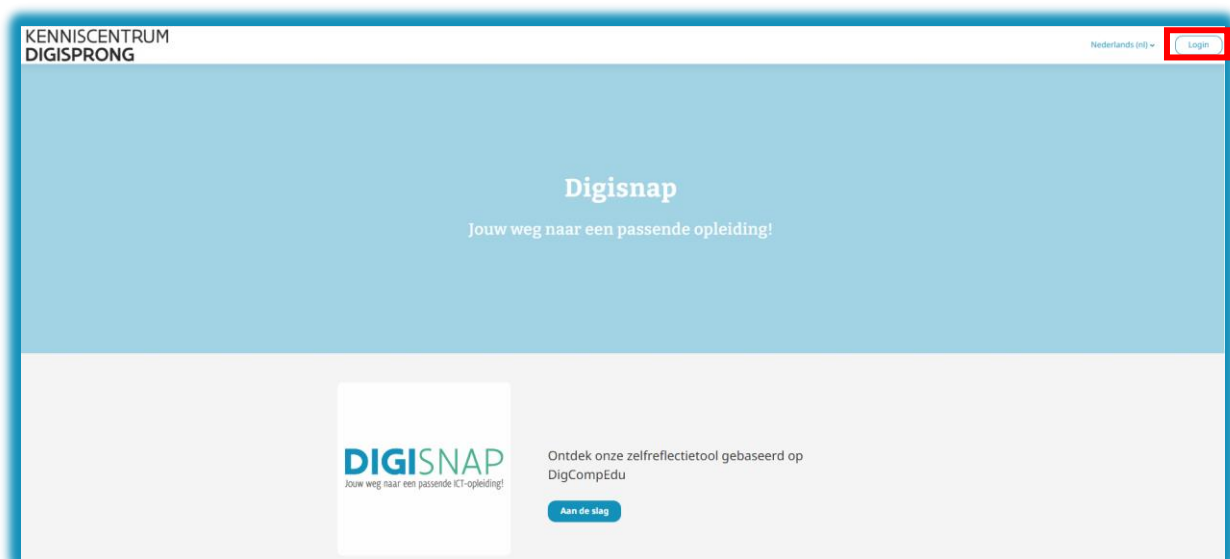 KENNISCENTRUM
DIGISPRONG
Nederlands (nl)
Login
Digisnap
Jouw weg naar een passende opleiding!
DIGISNAP
Jouw weg naar een passende ICT-opleiding!
Ontdek onze zelfreflectietool gebaseerd op
DigCompEdu
Aan de slag